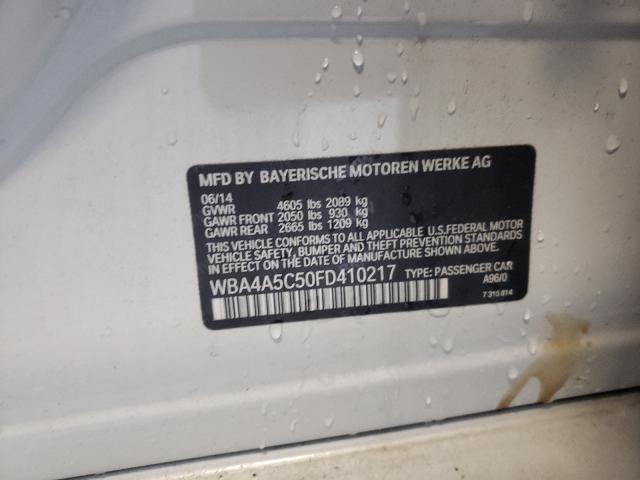 MFD BY BAYERISCHE MOTOREN WERKE AG
06/14
GVWR 4605 lbs 2089 kg
GAWR FRONT 2050 lbs 930 kg
GAWR REAR 2665 lbs 1209 kg
THIS VEHICLE CONFORMS TO ALL APPLICABLE U.S.FEDERAL MOTOR
VEHICLE SAFETY, BUMPER, AND THEFT PREVENTION STANDARDS IN
EFFECT ON THE DATE OF MANUFACTURE SHOWN ABOVE.
WBA4A5C50FD410217 TYPE: PASSENGER CAR
A96/0
7 315 814